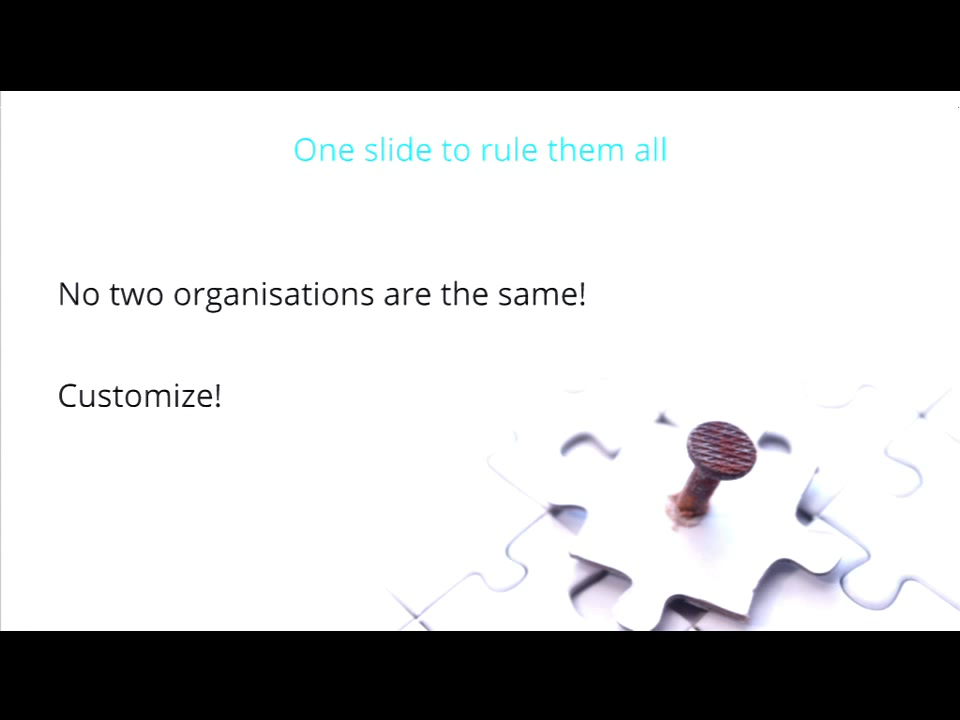 One slide to rule them all
No two organisations are the same!
Customize!